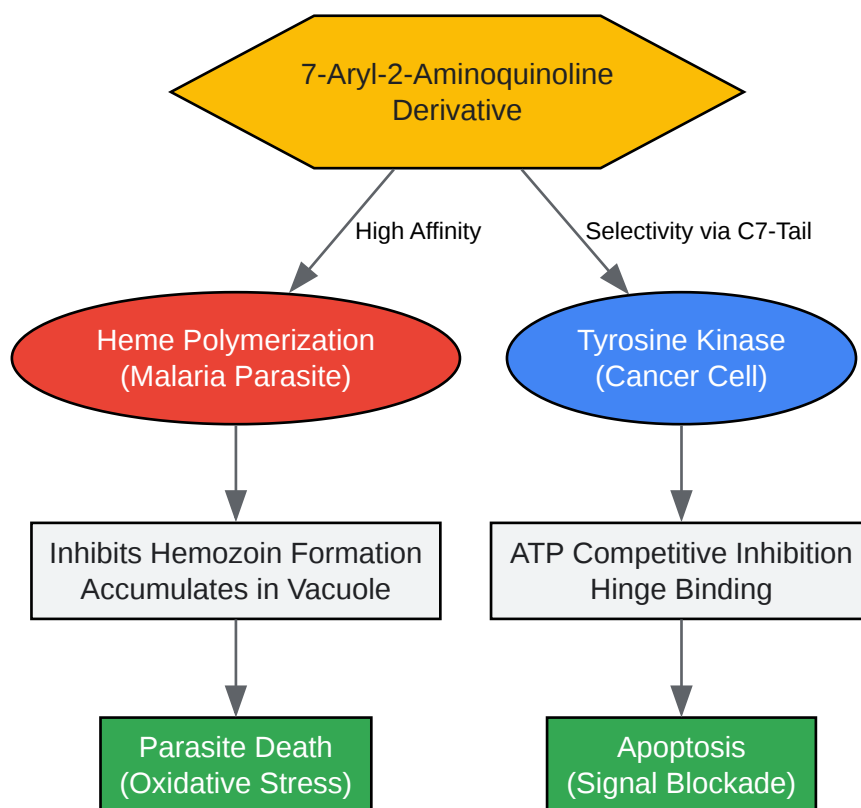 7-Aryl-2-Aminoquinoline
Derivative
High Affinity
Selectivity via C7-Tail
Heme Polymerization
(Malaria Parasite)
Tyrosine Kinase
(Cancer Cell)
Inhibits Hemozoin Formation
Accumulates in Vacuole
ATP Competitive Inhibition
Hinge Binding
Parasite Death
(Oxidative Stress)
Apoptosis
(Signal Blockade)